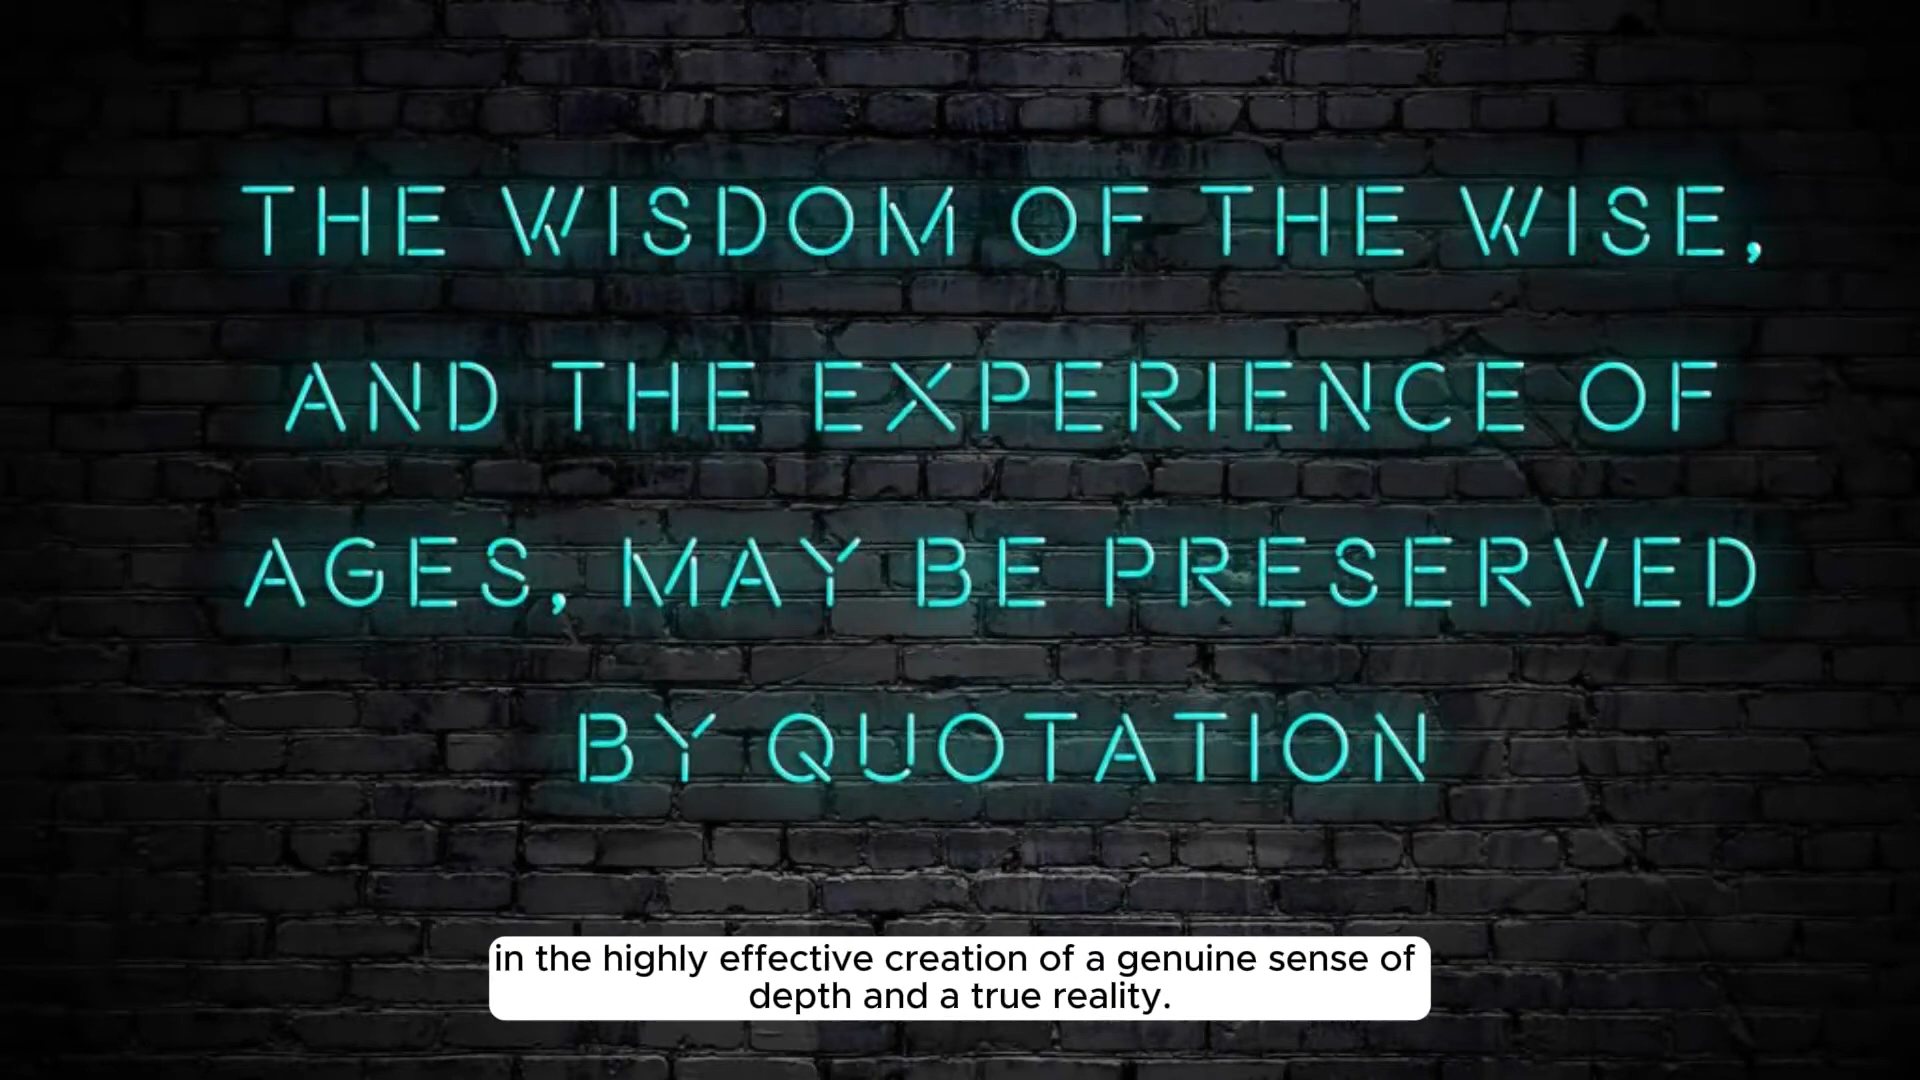 THE WISDOM OF THE WISE,
AND THE EXPERIENCE OF
AGES, MAY BE PRESERVED
BY QUOTATION
in the highly effective creation of a genuine sense of
depth and a true reality.